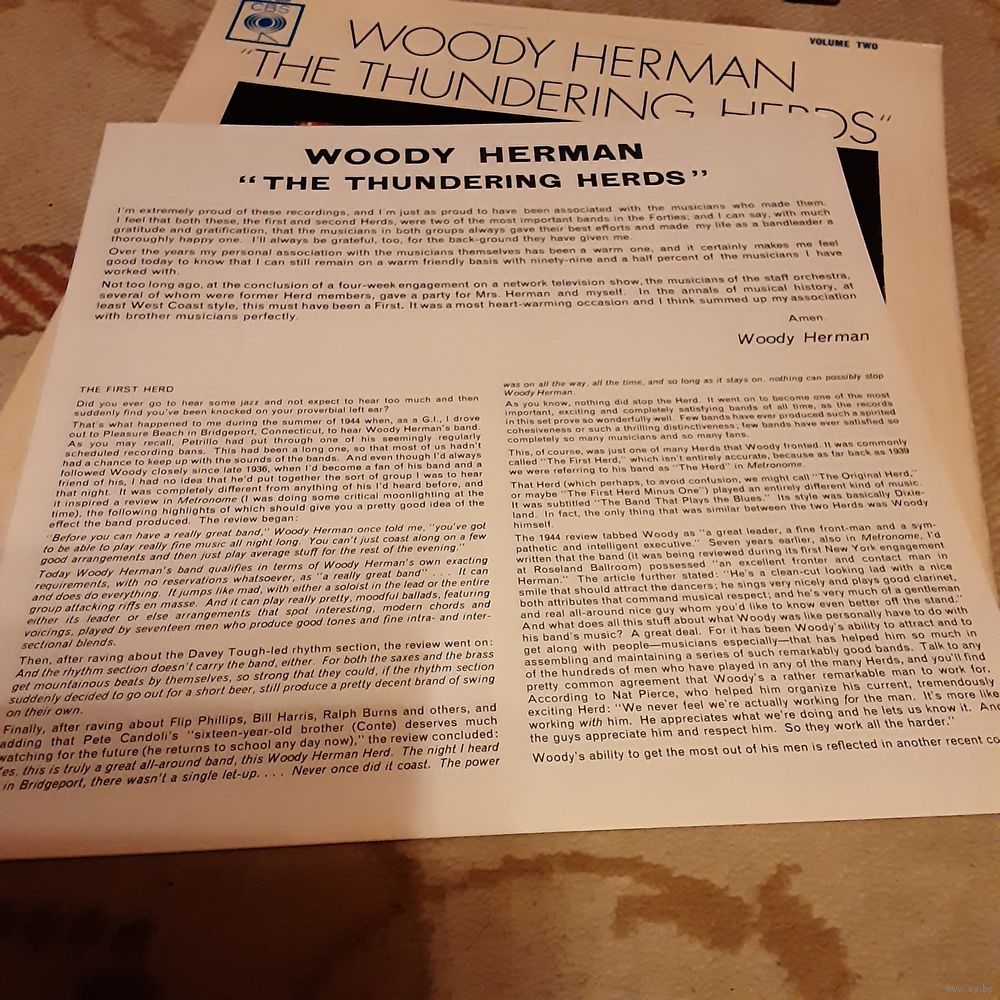 CBS
VOLUME TWO
WOODY HERMAN
"THE THUNDERING HERDS"
WOODY HERMAN
"THE THUNDERING HERDS"
I'm extremely proud of these recordings, and I'm just as proud to have been associated with the musicians who made them.
I feel that both these, the first and second Herds, were two of the most important bands in the Forties; and I can say, with much
gratitude and gratification, that the musicians in both groups always gave their best efforts and made my life as a bandleader a
thoroughly happy one. I'll always be grateful, too, for the back-ground they have given me.
Over the years my personal association with the musicians themselves has been a warm one, and it certainly makes me feel
good today to know that I can still remain on a warm friendly basis with ninety-nine and a half percent of the musicians I have
worked with.
Not too long ago, at the conclusion of a four-week engagement on a network television show, the musicians of the staff orchestra,
several of whom were former Herd members, gave a party for Mrs. Herman and myself. In the annals of musical history, at
least West Coast style, this must have been a First. It was a most heart-warming occasion and I think summed up my association
with brother musicians perfectly.
Amen.
Woody Herman
THE FIRST HERD
Did you ever go to hear some jazz and not expect to hear too much and then
suddenly find you've been knocked on your proverbial left ear?
That's what happened to me during the summer of 1944 when, as a G.I., I drove
out to Pleasure Beach in Bridgeport, Connecticut, to hear Woody Herman's band.
As you may recall, Petrillo had put through one of his seemingly regularly
scheduled recording bans. This had been a long one, so that most of us hadn't
had a chance to keep up with the sounds of the bands. And even though I'd always
followed Woody closely since late 1936, when I'd become a fan of his band and a
friend of his, I had no idea that he'd put together the sort of group I was to hear
that night. It was completely different from anything of his I'd heard before, and
it inspired a review in Metronome (I was doing some critical moonlighting at the
time), the following highlights of which should give you a pretty good idea of the
effect the band produced. The review began:
"Before you can have a really great band," Woody Herman once told me, "you've got
to be able to play really fine music all night long. You can't just coast along on a few
good arrangements and then just play average stuff for the rest of the evening."
Today Woody Herman's band qualifies in terms of Woody Herman's own exacting
requirements, with no reservations whatsoever, as "a really great band" . . . . It can
and does do everything. It jumps like mad, with either a soloist in the lead or the entire
group attacking riffs en masse. And it can play really pretty, moodful ballads, featuring
either its leader or else arrangements that spot interesting, modern chords and
voicings, played by seventeen men who produce good tones and fine intra- and inter-
sectional blends.
Then, after raving about the Davey Tough-led rhythm section, the review went on:
And the rhythm section doesn't carry the band, either. For both the saxes and the brass
get mountainous beats by themselves, so strong that they could, if the rhythm section
suddenly decided to go out for a short beer, still produce a pretty decent brand of swing
on their own.
Finally, after raving about Flip Phillips, Bill Harris, Ralph Burns and others, and
adding that Pete Candoli's "sixteen-year-old brother (Conte) deserves much
watching for the future (he returns to school any day now)," the review concluded:
es, this is truly a great all-around band, this Woody Herman Herd. The night I heard
in Bridgeport, there wasn't a single let-up. . . . Never once did it coast. The power
was on all the way, all the time, and so long as it stays on, nothing can possibly stop
Woody Herman.
As you know, nothing did stop the Herd. It went on to become one of the most
important, exciting and completely satisfying bands of all time, as the records
in this set prove so wonderfully well. Few bands have ever produced such a spirited
cohesiveness or such a thrilling distinctiveness; few bands have ever satisfied so
completely so many musicians and so many fans.
This, of course, was just one of many Herds that Woody fronted. It was commonly
called "The First Herd," which isn't entirely accurate, because as far back as 1939
we were referring to his band as "The Herd" in Metronome.
That Herd (which perhaps, to avoid confusion, we might call "The Original Herd,"
or maybe "The First Herd Minus One") played an entirely different kind of music.
It was subtitled "The Band That Plays the Blues." Its style was basically Dixie-
land. In fact, the only thing that was similar between the two Herds was Woody
himself.
The 1944 review tabbed Woody as "a great leader, a fine front-man and a sym-
pathetic and intelligent executive." Seven years earlier, also in Metronome, I'd
written that the band (it was being reviewed during its first New York engagement
at Roseland Ballroom) possessed "an excellent frontier and contact man in
Herman." The article further stated: "He's a clean-cut looking lad with a nice
smile that should attract the dancers; he sings very nicely and plays good clarinet,
both attributes that command musical respect; and he's very much of a gentleman
and real all-around nice guy whom you'd like to know even better off the stand."
And what does all this stuff about what Woody was like personally have to do with
his band's music? A great deal. For it has been Woody's ability to attract and to
get along with people—musicians especially—that has helped him so much in
assembling and maintaining a series of such remarkably good bands. Talk to any
of the hundreds of men who have played in any of the many Herds, and you'll find
pretty common agreement that Woody's a rather remarkable man to work for.
According to Nat Pierce, who helped him organize his current, tremendously
exciting Herd: "We never feel we're actually working for the man. It's more like
working with him. He appreciates what we're doing and he lets us know it. And
the guys appreciate him and respect him. So they work all the harder."
Woody's ability to get the most out of his men is reflected in another recent co
www.ay.by